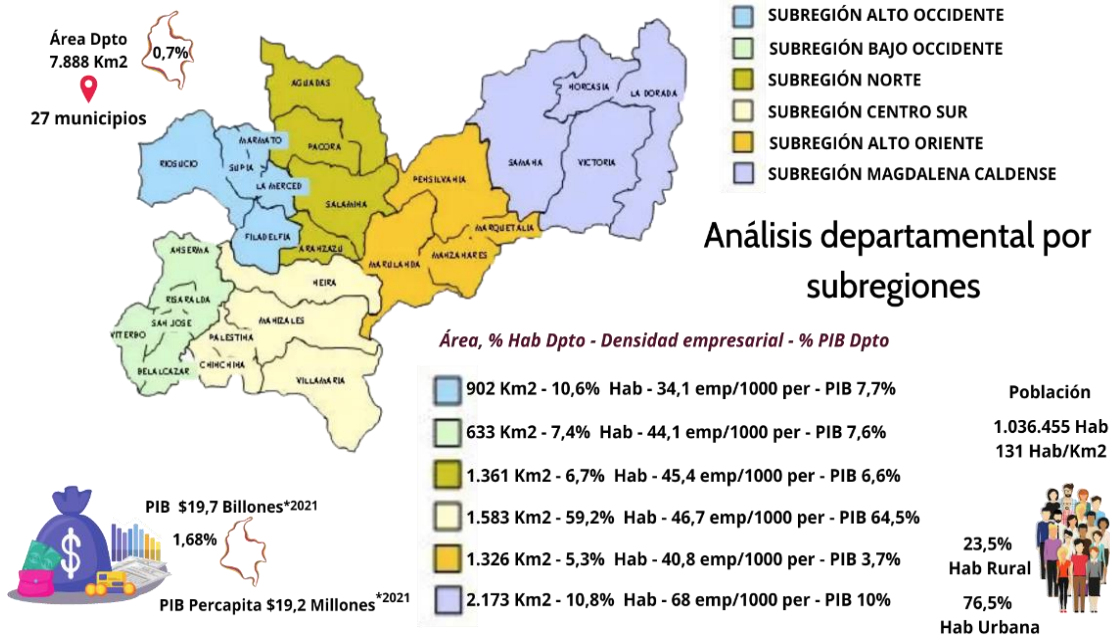 Área Dpto
7.888 Km2
0,7%
27 municipios
AGUADAS
PACORA
SALAMINA
ARANZAZU
RIOSUCIO
MARMATO
SUPIA
LA MERCED
FILADELFIA
ANSERMA
RISARALDA
SAN JOSE
VITERBO
BELALCAZAR
NEIRA
MANIZALES
PALESTINA
CHINCHINA
VILLAMARIA
PENSILVANIA
MARQUETALIA
MARULANDA
MANZANARES
SAMANA
NORCASIA
VICTORIA
LA DORADA
SUBREGIÓN ALTO OCCIDENTE
SUBREGIÓN BAJO OCCIDENTE
SUBREGIÓN NORTE
SUBREGIÓN CENTRO SUR
SUBREGIÓN ALTO ORIENTE
SUBREGIÓN MAGDALENA CALDENSE
Análisis departamental por
subregiones
Área, % Hab Dpto - Densidad empresarial - % PIB Dpto
902 Km2 - 10,6% Hab - 34,1 emp/1000 per - PIB 7,7%
633 Km2 - 7,4% Hab - 44,1 emp/1000 per - PIB 7,6%
1.361 Km2 - 6,7% Hab - 45,4 emp/1000 per - PIB 6,6%
1.583 Km2 - 59,2% Hab - 46,7 emp/1000 per - PIB 64,5%
1.326 Km2 - 5,3% Hab - 40,8 emp/1000 per - PIB 3,7%
2.173 Km2 - 10,8% Hab - 68 emp/1000 per - PIB 10%
Población
1.036.455 Hab
131 Hab/Km2
23,5%
Hab Rural
76,5%
Hab Urbana
PIB $19,7 Billones*2021
1,68%
$
PIB Percapita $19,2 Millones*2021